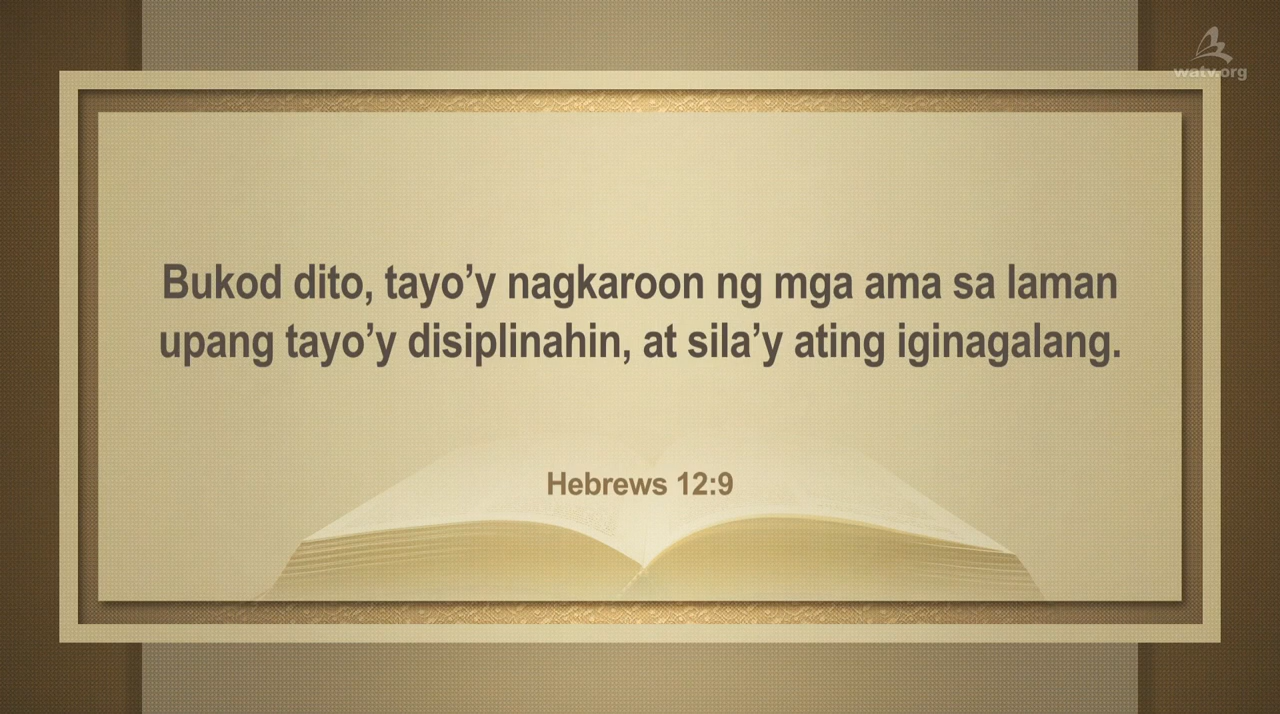 watv.org
Bukod dito, tayo’y nagkaroon ng mga ama sa laman
upang tayo’y disiplinahin, at sila’y ating iginagalang.
Hebrews 12:9